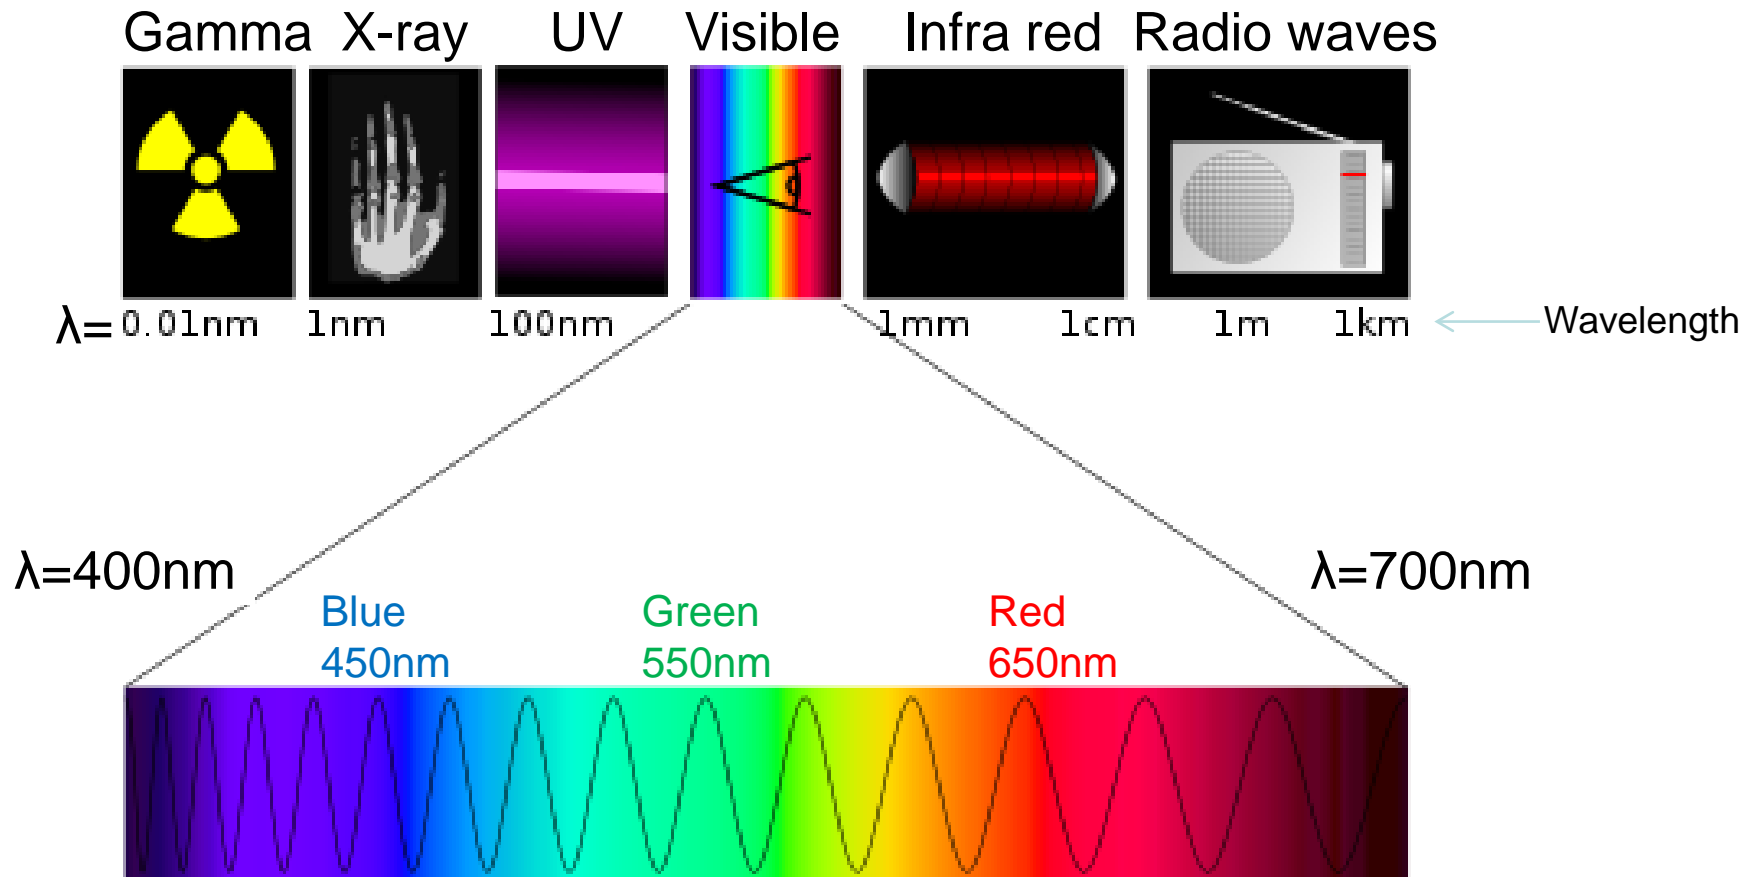 Gamma X-ray UV Visible Infra red Radio waves
λ= 0.01nm 1nm 100nm 1mm 1cm 1m 1km Wavelength
λ=400nm λ=700nm
Blue Green Red
450nm 550nm 650nm